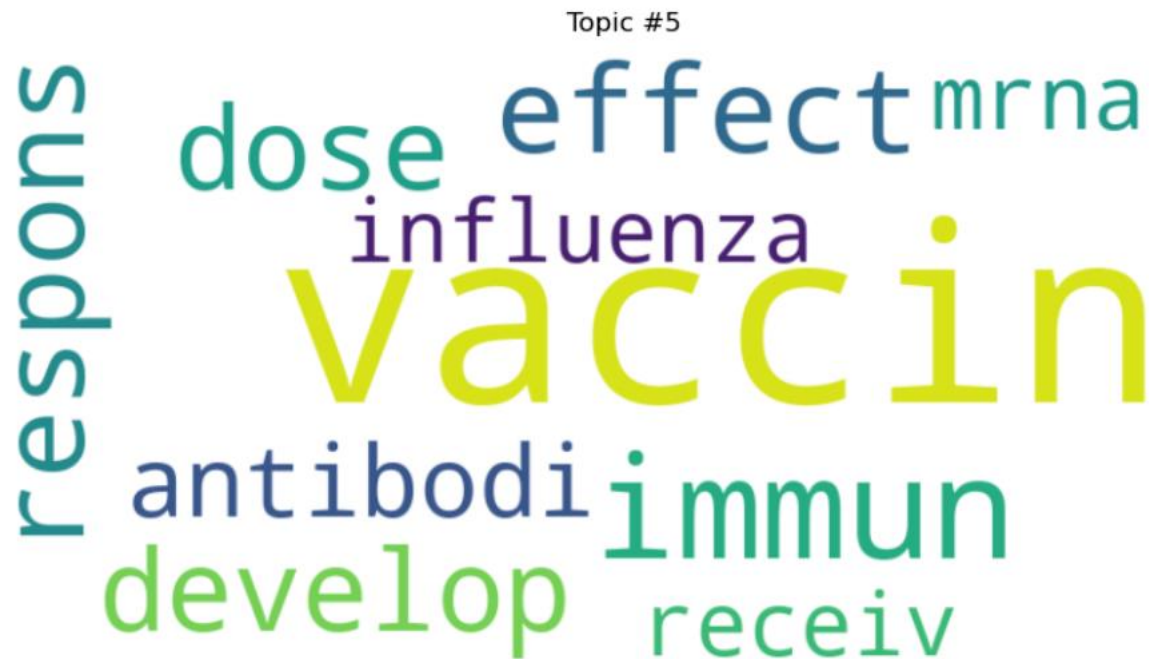 Topic #5
respons
dose
effect
mrna
influenza
vaccin
antibodi
immun
develop
receiv